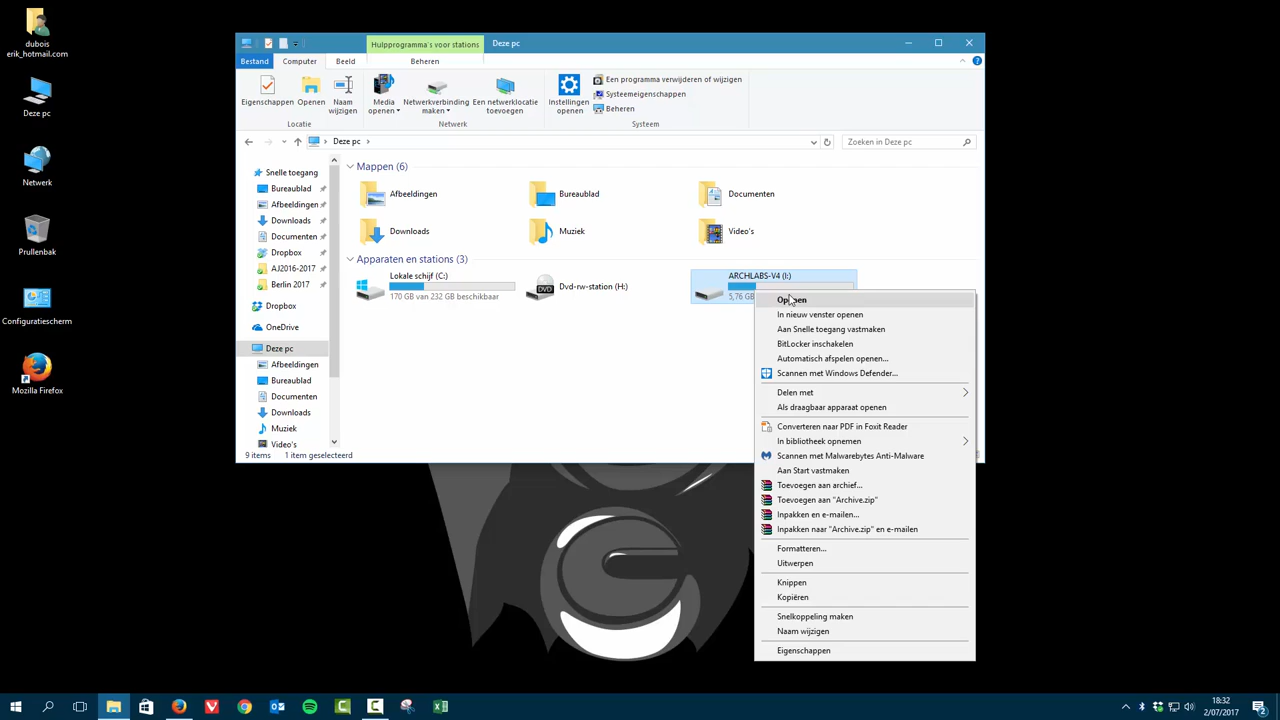 dubois
erik_hotmail.com
Deze pc
Netwerk
Prullenbak
Configuratiescherm
Mozilla Firefox
Hulpprogramma's voor stations
Deze pc
Bestand
Computer
Beeld
Beheren
Eigenschappen
Openen
Naam
wijzigen
Media
openen
Netwerkverbinding
maken
Een netwerklocatie
toevoegen
Instellingen
openen
Een programma verwijderen of wijzigen
Systeemeigenschappen
Beheren
Locatie
Netwerk
Systeem
Deze pc
Zoeken in Deze pc
Snelle toegang
Bureaublad
Afbeeldingen
Downloads
Documenten
Dropbox
AJ2016-2017
Berlin 2017
Dropbox
OneDrive
Deze pc
Afbeeldingen
Bureaublad
Documenten
Downloads
Muziek
Video's
Mappen (6)
Afbeeldingen
Bureaublad
Documenten
Downloads
Muziek
Video's
Apparaten en stations (3)
Lokale schijf (C:)
170 GB van 232 GB beschikbaar
DVD
Dvd-rw-station (H:)
ARCHLABS-V4 (I:)
5,76 GB
9 items
1 item geselecteerd
Openen
In nieuw venster openen
Aan Snelle toegang vastmaken
BitLocker inschakelen
Automatisch afspelen openen...
Scannen met Windows Defender...
Delen met
Als draagbaar apparaat openen
Converteren naar PDF in Foxit Reader
In bibliotheek opnemen
Scannen met Malwarebytes Anti-Malware
Aan Start vastmaken
Toevoegen aan archief...
Toevoegen aan "Archive.zip"
Inpakken en e-mailen...
Inpakken naar "Archive.zip" en e-mailen
Formatteren...
Uitwerpen
Knippen
Kopiëren
Snelkoppeling maken
Naam wijzigen
Eigenschappen
18:32
2/07/2017